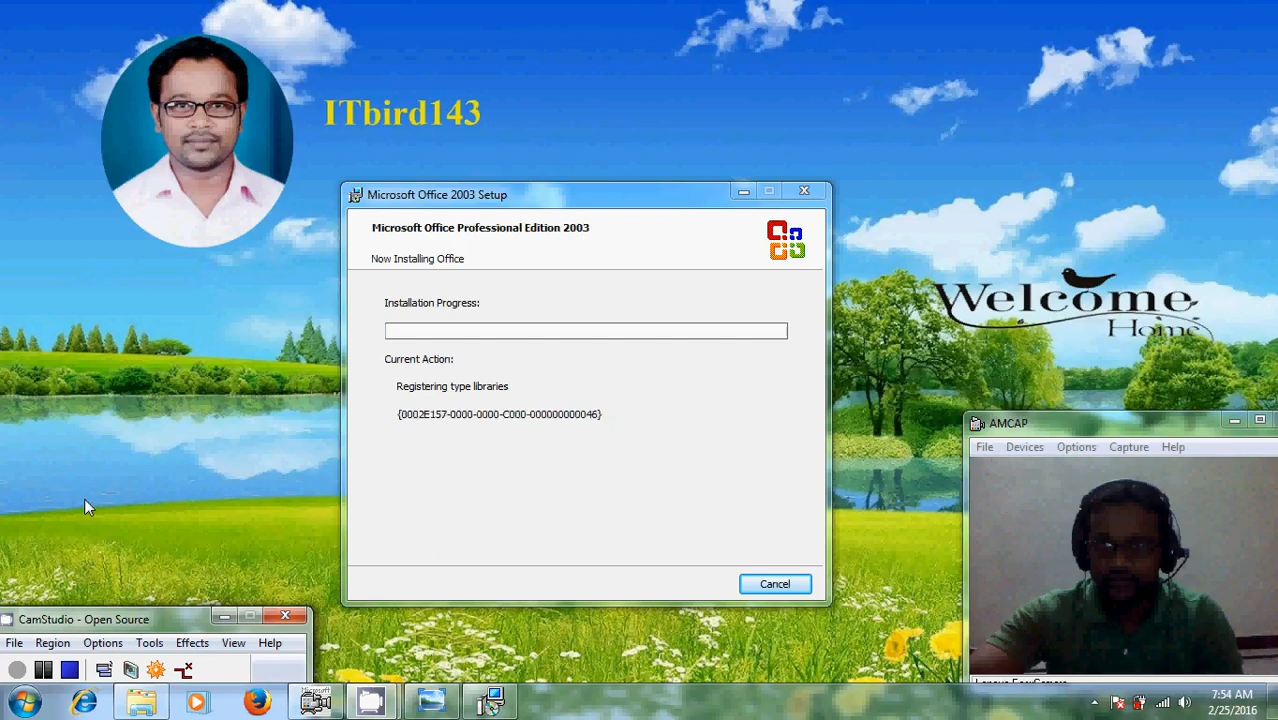 ITbird143
Microsoft Office 2003 Setup
Microsoft Office Professional Edition 2003
Now Installing Office
Installation Progress:
Current Action:
Registering type libraries
{0002E157-0000-0000-C000-000000000046}
Cancel
Welcome
Home
AMCAP
File Devices Options Capture Help
CamStudio - Open Source
File Region Options Tools Effects View Help
Microsoft
7:54 AM
2/25/2016